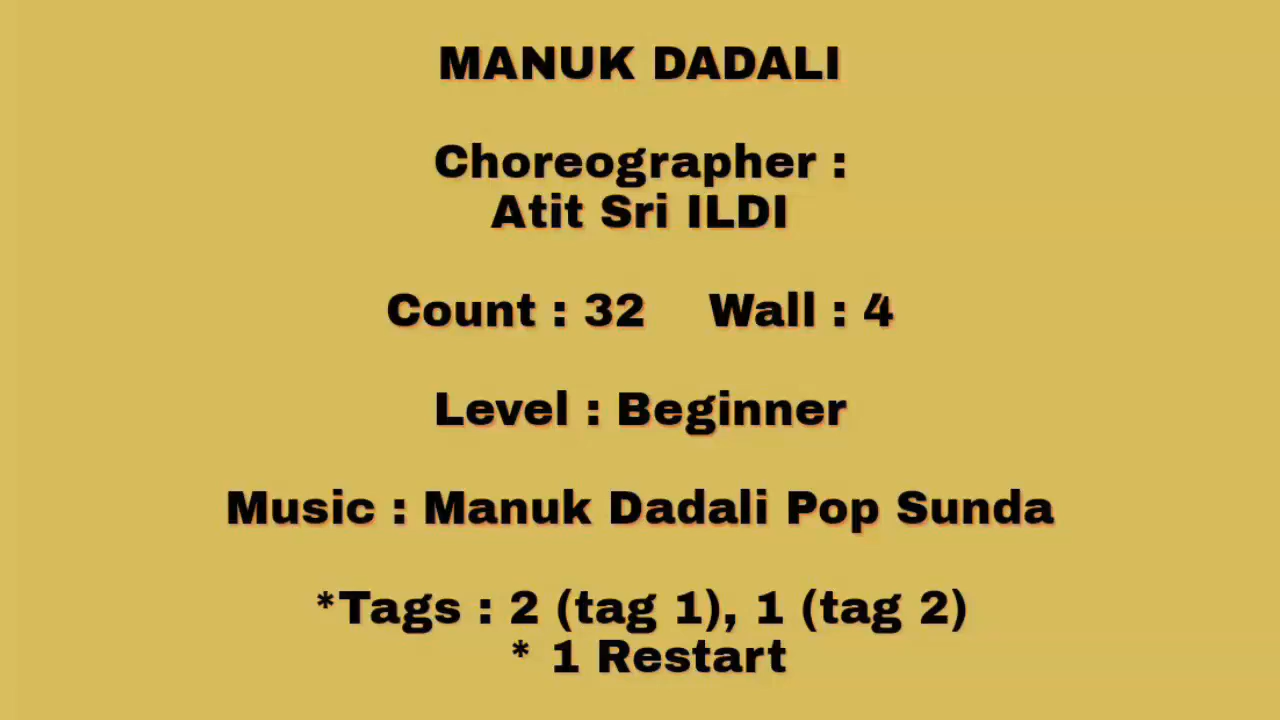 MANUK DADALI
Choreographer :
Atit Sri ILDI
Count : 32 Wall : 4
Level : Beginner
Music : Manuk Dadali Pop Sunda
*Tags : 2 (tag 1), 1 (tag 2)
* 1 Restart